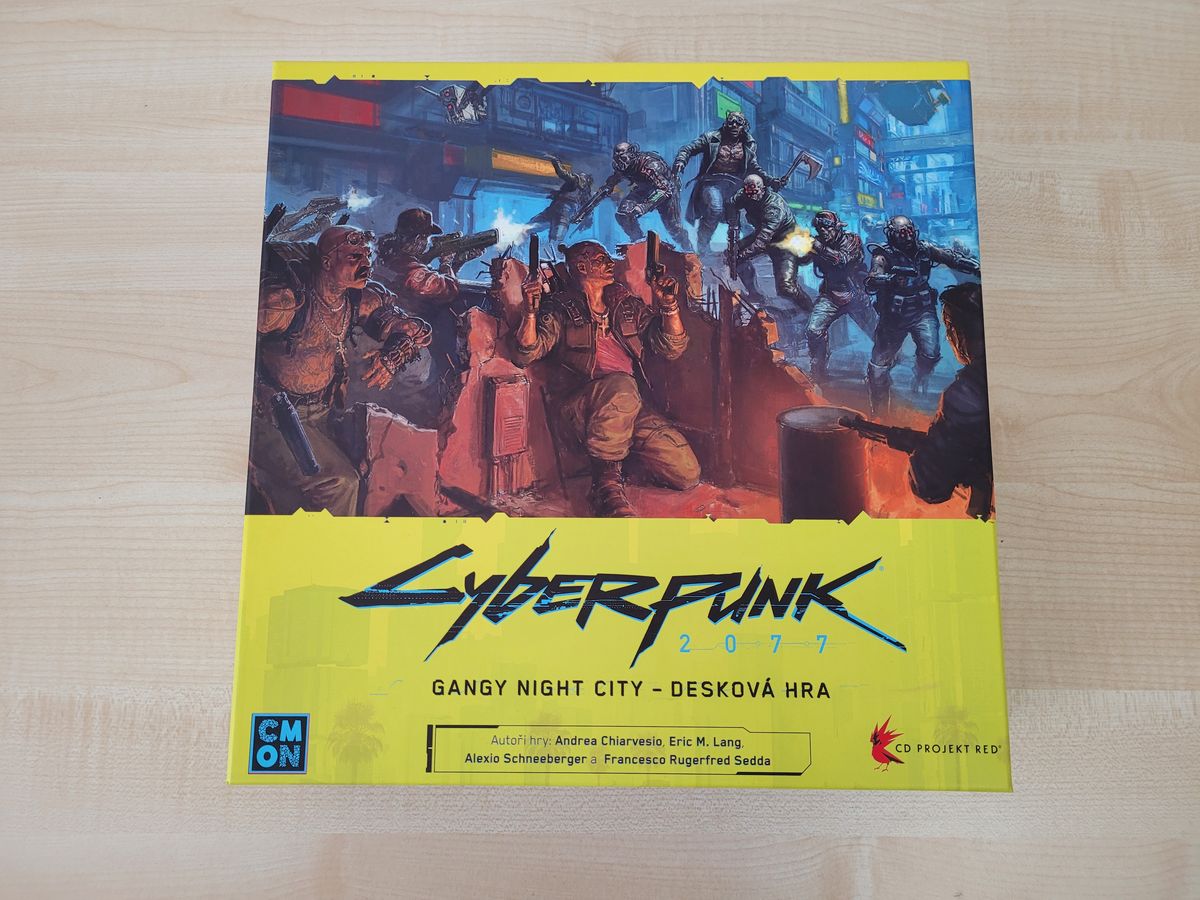 CYBERPUNK
2077
GANGY NIGHT CITY – DESKOVÁ HRA
Autoři hry: Andrea Chiarvesio, Eric M. Lang,
Alexio Schneeberger a Francesco Rugerfred Sedda
CM
ON
CD PROJEKT RED®